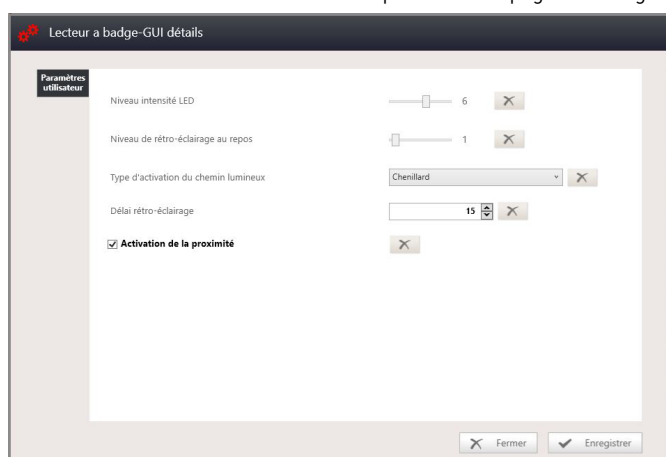 Lecteur a badge-GUI détails
Paramètres
utilisateur
Niveau intensité LED
6
Niveau de rétro-éclairage au repos
1
Type d'activation du chemin lumineux
Chenillard
Délai rétro-éclairage
15
Activation de la proximité
Fermer
Enregistrer